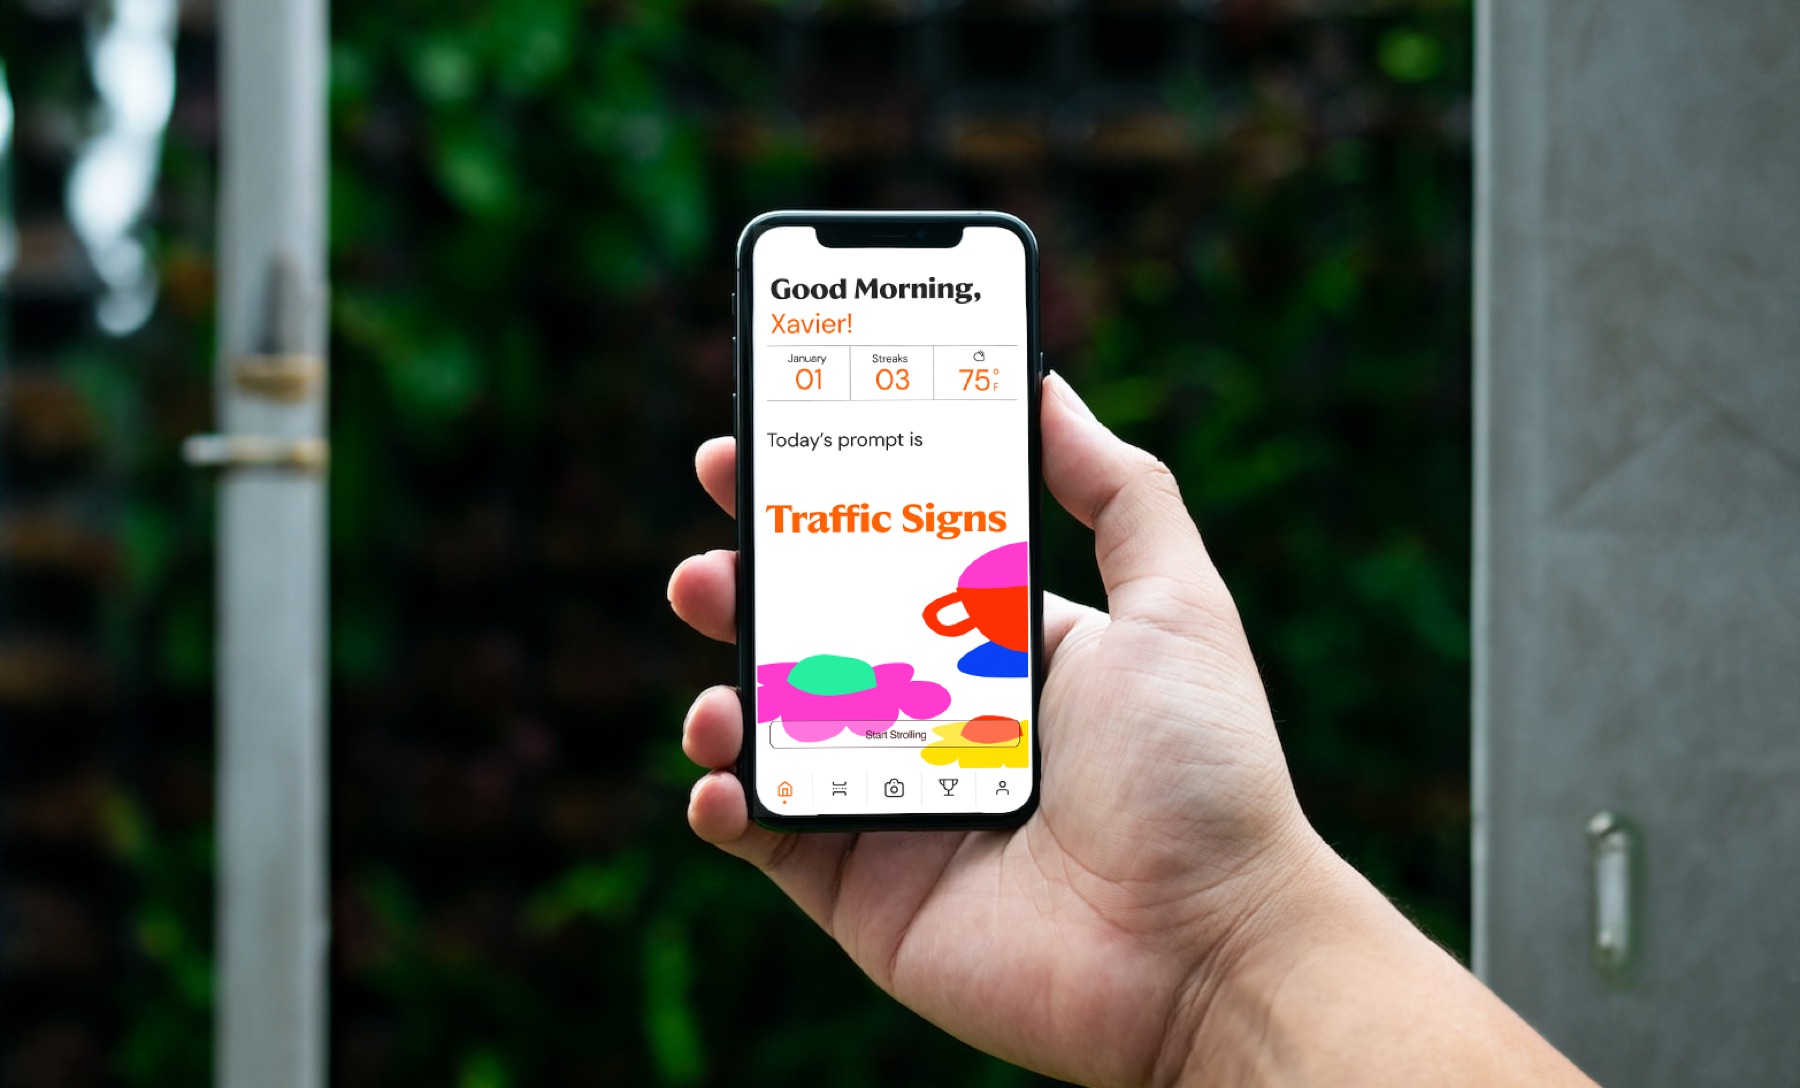 Good Morning,
Xavier!
January
01
Streaks
03
75°F
Today's prompt is
Traffic Signs
Start Strolling